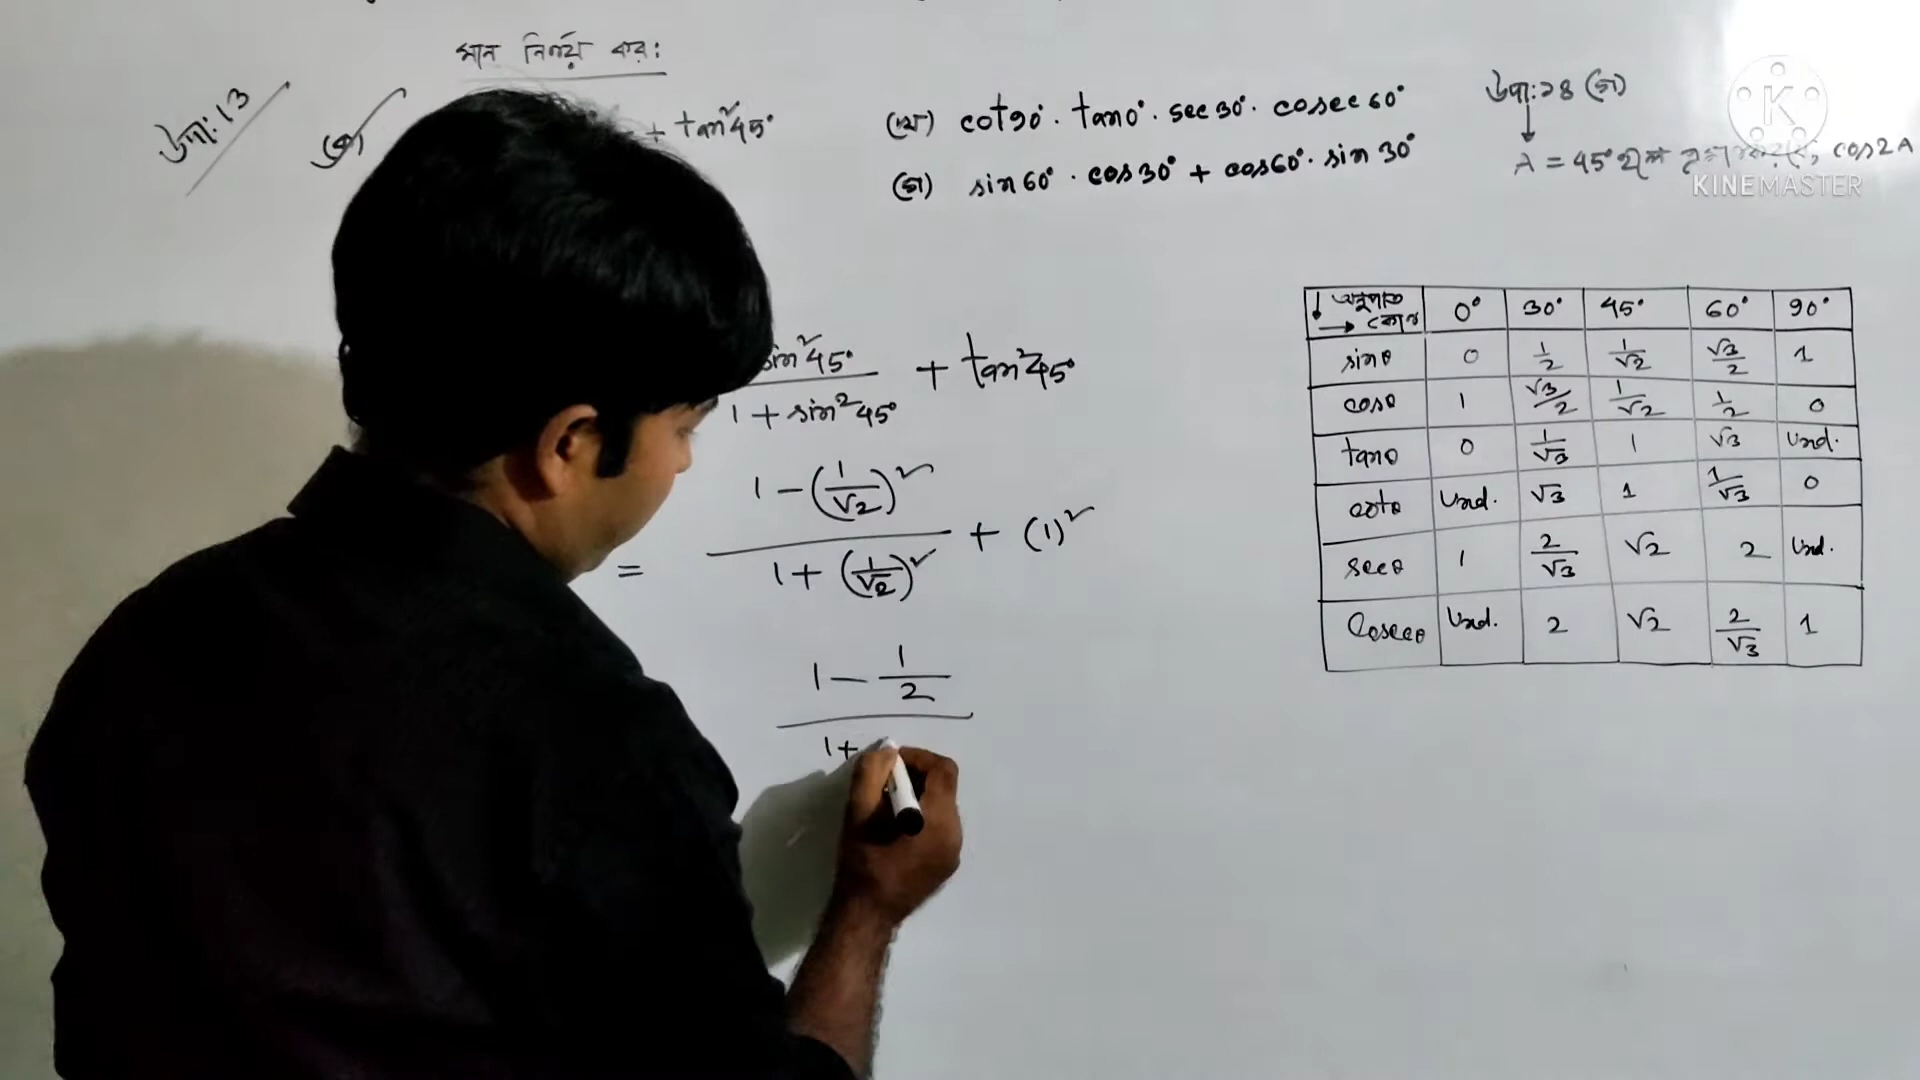 মান নির্ণয় কর:
উদা: 13
(ক) + tan²45°
(খ) cot90° · tan0° · sec30° · cosec60°
(গ) sin60° · cos30° + cos60° · sin30°
উদা: ১৪ (গ)
A = 45° হলে cos2A
KINEMASTER
sin²45° + tan²45°
1 + sin²45°
1 - (1/√2)²
= + (1)²
1 + (1/√2)²
1 - 1/2
1 +
অনুপাত কোণ 0° 30° 45° 60° 90°
sinθ 0 1/2 1/√2 √3/2 1
cosθ 1 √3/2 1/√2 1/2 0
tanθ 0 1/√3 1 √3 Und.
cotθ Und. √3 1 1/√3 0
secθ 1 2/√3 √2 2 Und.
Cosecθ Und. 2 √2 2/√3 1